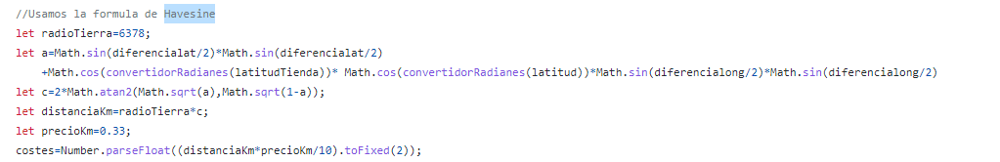 //Usamos la formula de Havesine
let radioTierra=6378;
let a=Math.sin(diferencialat/2)*Math.sin(diferencialat/2)
+Math.cos(convertidorRadianes(latitudTienda))* Math.cos(convertidorRadianes(latitud))*Math.sin(diferencialong/2)*Math.sin(diferencialong/2)
let c=2*Math.atan2(Math.sqrt(a),Math.sqrt(1-a));
let distanciaKm=radioTierra*c;
let precioKm=0.33;
costes=Number.parseFloat((distanciaKm*precioKm/10).toFixed(2));